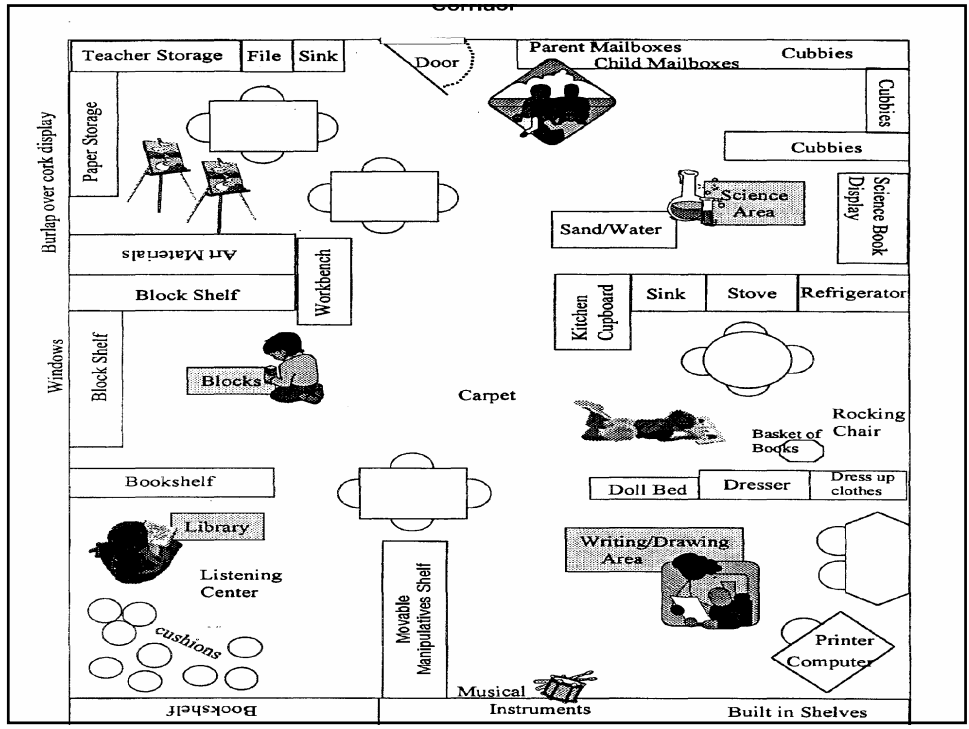 Corridor
Teacher Storage
File
Sink
Door
Parent Mailboxes
Child Mailboxes
Cubbies
Cubbies
Cubbies
Burlap over cork display
Paper Storage
Science
Area
Science Book
Display
Sand/Water
Art Materials
Workbench
Block Shelf
Kitchen
Cupboard
Sink
Stove
Refrigerator
Windows
Block Shelf
Blocks
Carpet
Rocking
Chair
Basket of
Books
Bookshelf
Doll Bed
Dresser
Dress up
clothes
Library
Writing/Drawing
Area
Listening
Center
cushions
Movable
Manipulatives Shelf
Printer
Computer
Musical
Instruments
Bookshelf
Built in Shelves